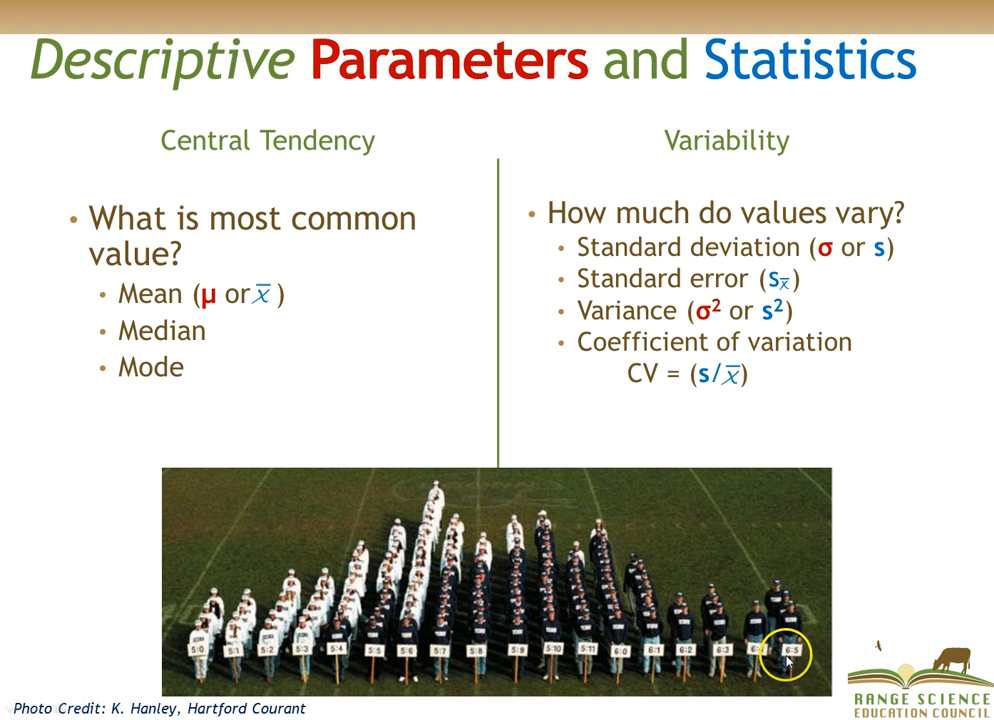 Descriptive Parameters and Statistics
Central Tendency
• What is most common
value?
• Mean (μ or x̅ )
• Median
• Mode
Variability
• How much do values vary?
• Standard deviation (σ or s)
• Standard error (sx̅)
• Variance (σ² or s²)
• Coefficient of variation
CV = (s/x̅)
5:0 5:1 5:2 5:3 5:4 5:5 5:6 5:7 5:8 5:9 5:10 5:11 6:0 6:1 6:2 6:3 6:5
Photo Credit: K. Hanley, Hartford Courant
RANGE SCIENCE
EDUCATION COUNCIL